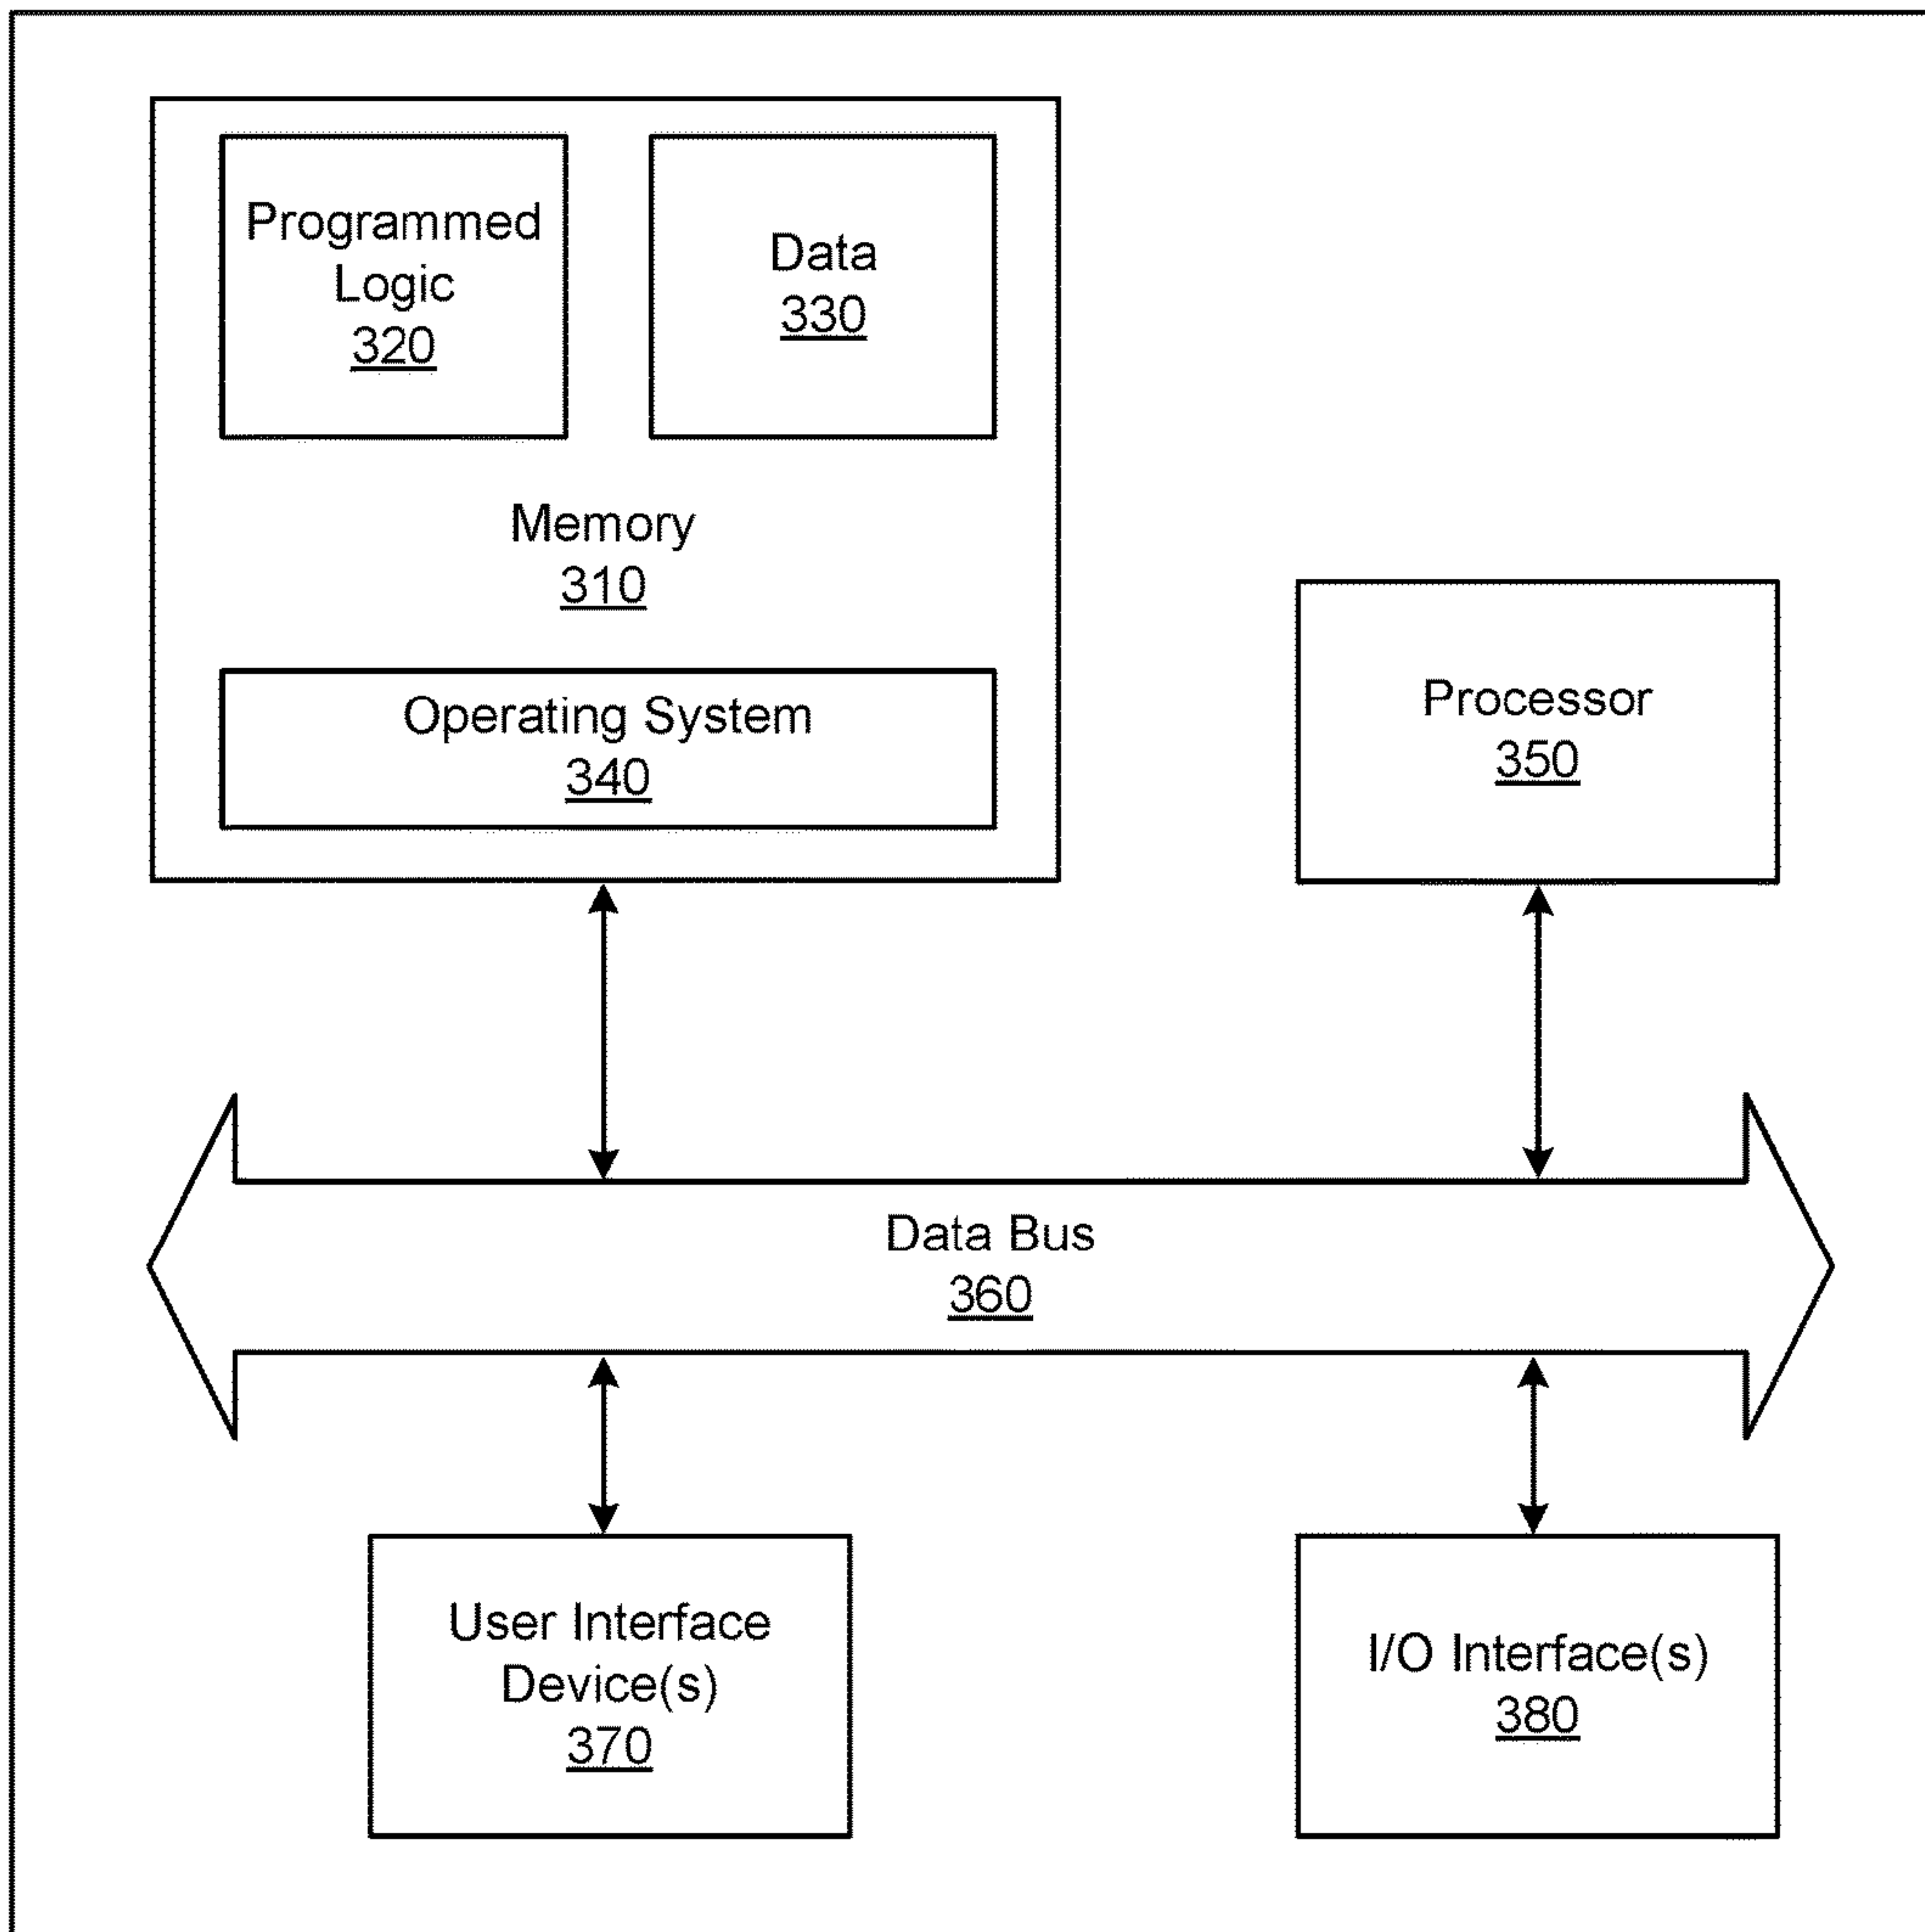 Programmed
Logic
320
Data
330
Memory
310
Operating System
340
Processor
350
Data Bus
360
User Interface
Device(s)
370
I/O Interface(s)
380